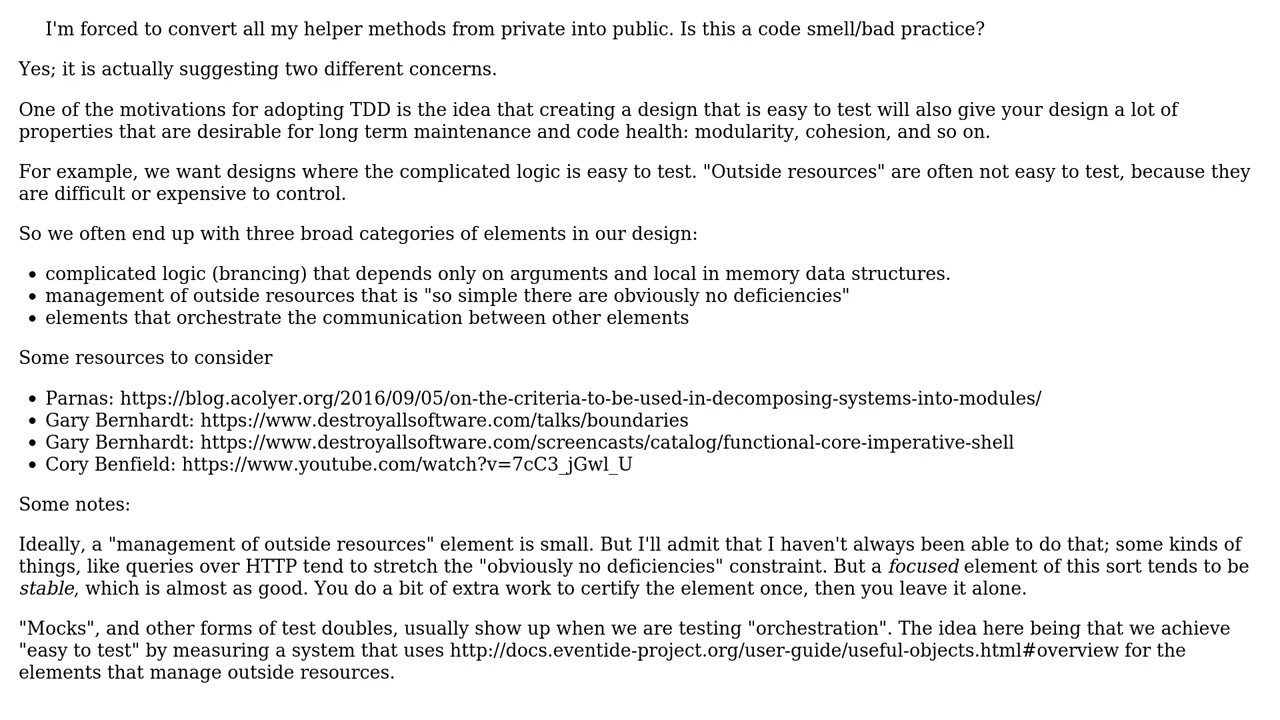 I'm forced to convert all my helper methods from private into public. Is this a code smell/bad practice?
Yes; it is actually suggesting two different concerns.
One of the motivations for adopting TDD is the idea that creating a design that is easy to test will also give your design a lot of
properties that are desirable for long term maintenance and code health: modularity, cohesion, and so on.
For example, we want designs where the complicated logic is easy to test. "Outside resources" are often not easy to test, because they
are difficult or expensive to control.
So we often end up with three broad categories of elements in our design:
• complicated logic (brancing) that depends only on arguments and local in memory data structures.
• management of outside resources that is "so simple there are obviously no deficiencies"
• elements that orchestrate the communication between other elements
Some resources to consider
• Parnas: https://blog.acolyer.org/2016/09/05/on-the-criteria-to-be-used-in-decomposing-systems-into-modules/
• Gary Bernhardt: https://www.destroyallsoftware.com/talks/boundaries
• Gary Bernhardt: https://www.destroyallsoftware.com/screencasts/catalog/functional-core-imperative-shell
• Cory Benfield: https://www.youtube.com/watch?v=7cC3_jGwl_U
Some notes:
Ideally, a "management of outside resources" element is small. But I'll admit that I haven't always been able to do that; some kinds of
things, like queries over HTTP tend to stretch the "obviously no deficiencies" constraint. But a focused element of this sort tends to be
stable, which is almost as good. You do a bit of extra work to certify the element once, then you leave it alone.
"Mocks", and other forms of test doubles, usually show up when we are testing "orchestration". The idea here being that we achieve
"easy to test" by measuring a system that uses http://docs.eventide-project.org/user-guide/useful-objects.html#overview for the
elements that manage outside resources.